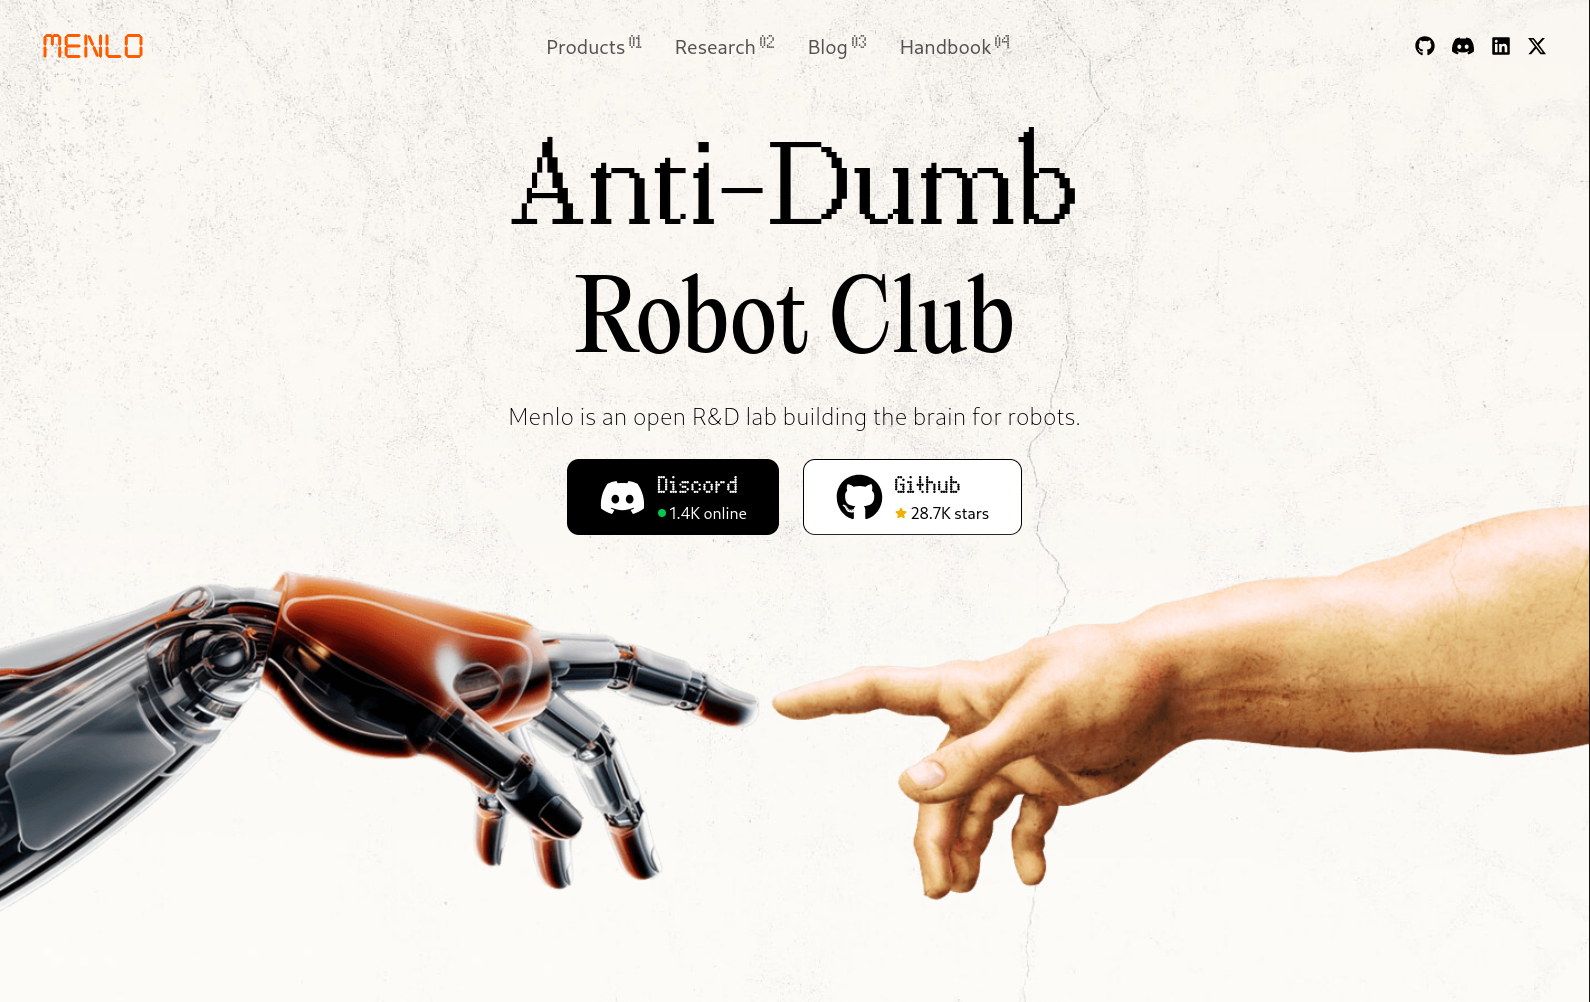 MENLO
Products 01 Research 02 Blog 03 Handbook 04
Anti-Dumb
Robot Club
Menlo is an open R&D lab building the brain for robots.
Discord
1.4K online
Github
28.7K stars